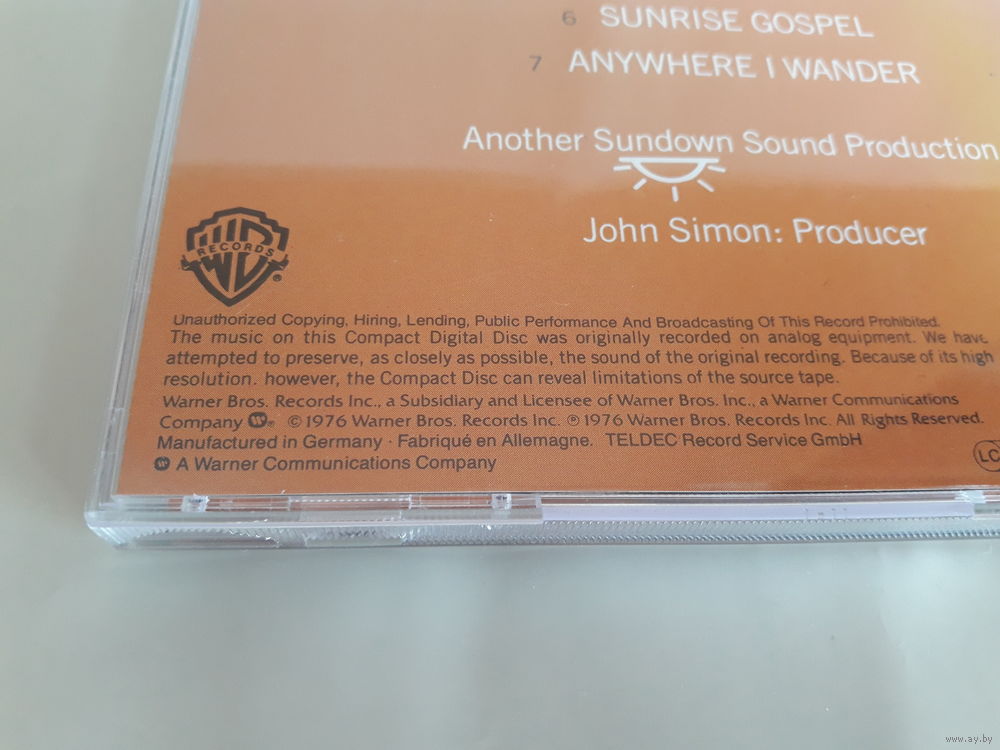 6 SUNRISE GOSPEL
7 ANYWHERE I WANDER
Another Sundown Sound Production
John Simon: Producer
RECORDS
Unauthorized Copying, Hiring, Lending, Public Performance And Broadcasting Of This Record Prohibited.
The music on this Compact Digital Disc was originally recorded on analog equipment. We have
attempted to preserve, as closely as possible, the sound of the original recording. Because of its high
resolution. however, the Compact Disc can reveal limitations of the source tape.
Warner Bros. Records Inc., a Subsidiary and Licensee of Warner Bros. Inc., a Warner Communications
Company ® ©1976 Warner Bros. Records Inc. ℗1976 Warner Bros. Records Inc. All Rights Reserved.
Manufactured in Germany · Fabriqué en Allemagne. TELDEC Record Service GmbH
A Warner Communications Company
LC
www.ay.by